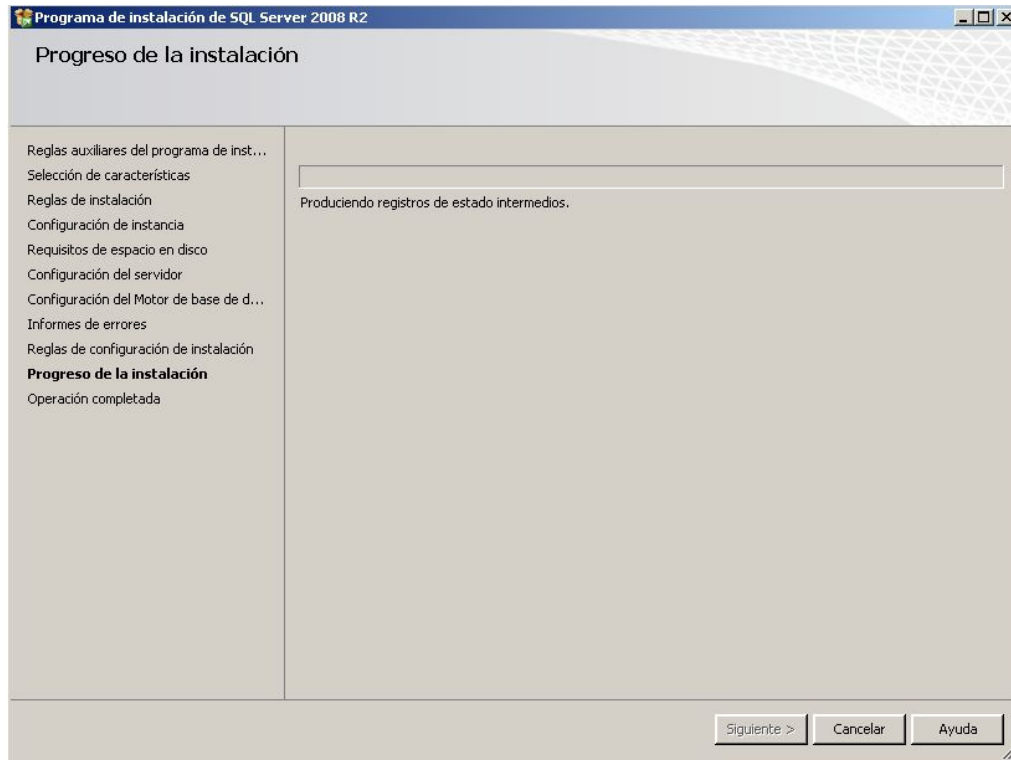 Programa de instalación de SQL Server 2008 R2
Progreso de la instalación
Reglas auxiliares del programa de inst...
Selección de características
Reglas de instalación
Configuración de instancia
Requisitos de espacio en disco
Configuración del servidor
Configuración del Motor de base de d...
Informes de errores
Reglas de configuración de instalación
Progreso de la instalación
Operación completada
Produciendo registros de estado intermedios.
Siguiente >
Cancelar
Ayuda